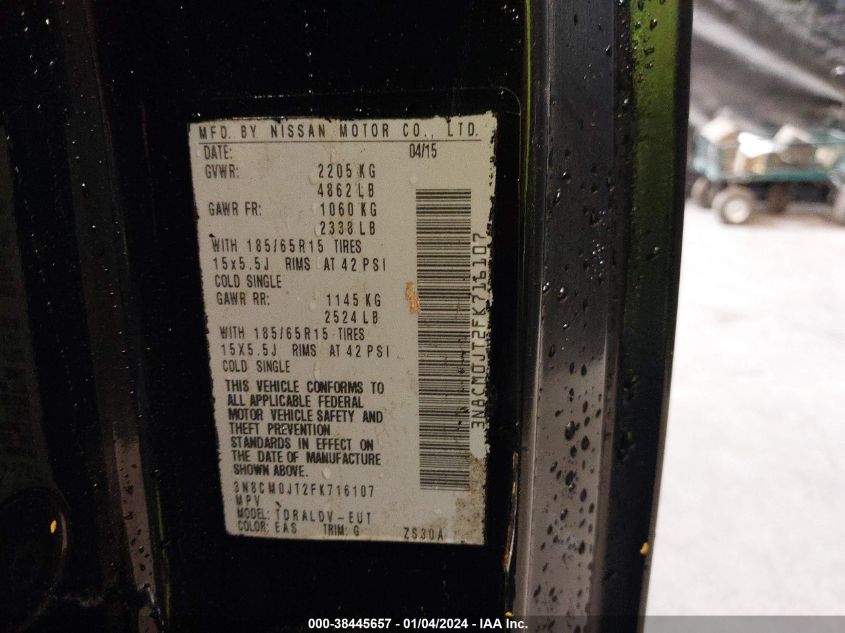 MFD. BY NISSAN MOTOR CO., LTD.
DATE: 04/15
GVWR: 2205 KG
4862 LB
GAWR FR: 1060 KG
2338 LB
WITH 185/65R15 TIRES
15X5.5J RIMS AT 42 PSI
COLD SINGLE
GAWR RR: 1145 KG
2524 LB
WITH 185/65R15 TIRES
15X5.5J RIMS AT 42 PSI
COLD SINGLE
THIS VEHICLE CONFORMS TO
ALL APPLICABLE FEDERAL
MOTOR VEHICLE SAFETY AND
THEFT PREVENTION
STANDARDS IN EFFECT ON
THE DATE OF MANUFACTURE
SHOWN ABOVE.
3N8CM0JT2FK716107
MPV
MODEL: TDRALDV-EUT
COLOR: EAS TRIM: G ZS30A
3N8CM0JT2FK716107
000-38445657 - 01/04/2024 - IAA Inc.